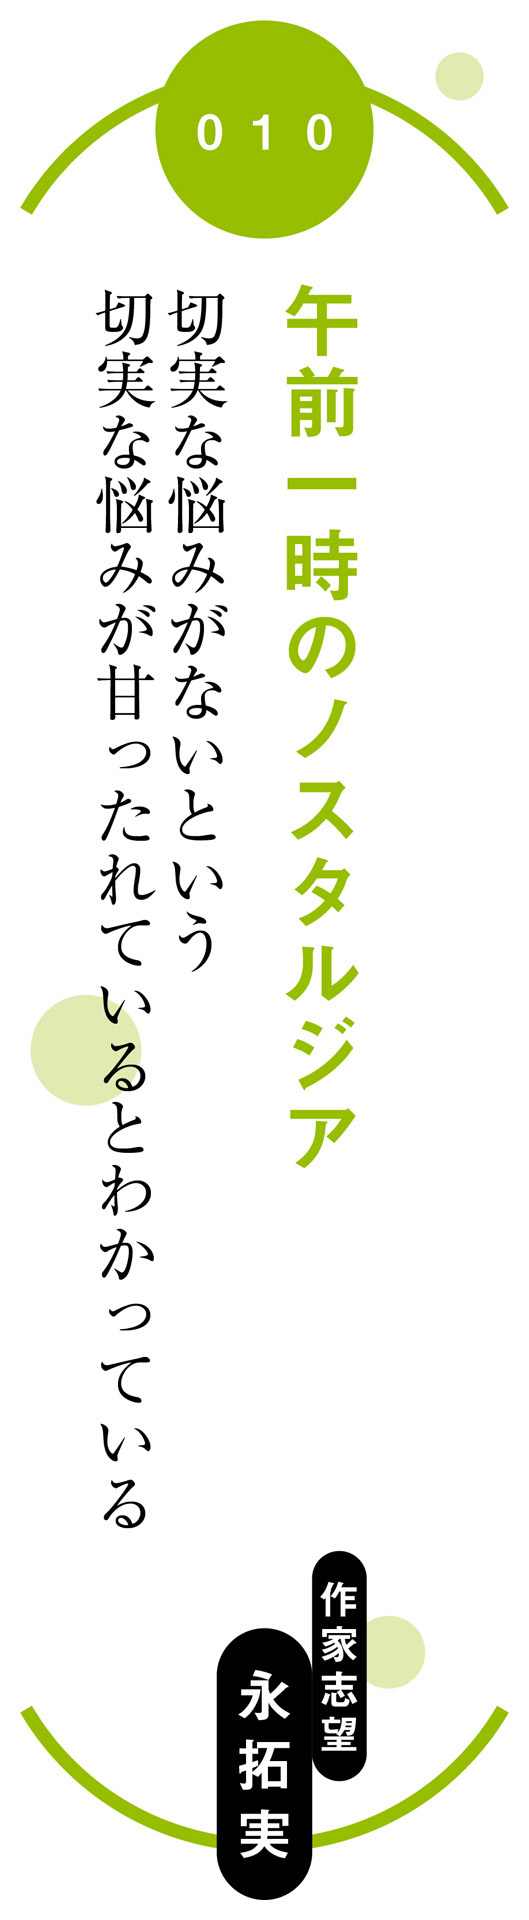 010
午前一時のノスタルジア
切実な悩みがないという
切実な悩みが甘ったれているとわかっている
作家志望
永拓実